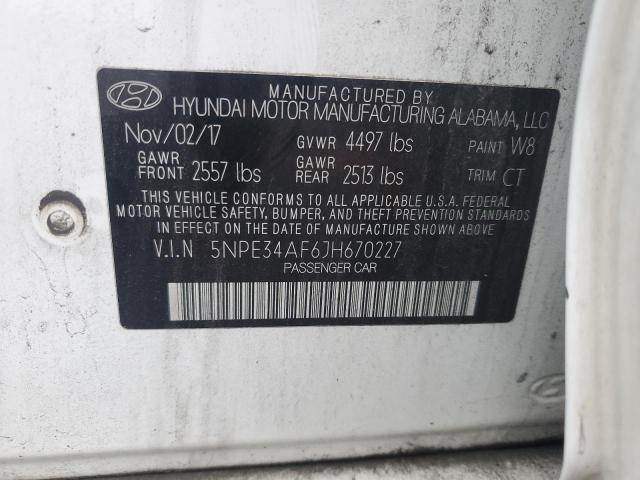 MANUFACTURED BY
HYUNDAI MOTOR MANUFACTURING ALABAMA, LLC
Nov/02/17 GVWR 4497 lbs PAINT W8
GAWR FRONT 2557 lbs GAWR REAR 2513 lbs TRIM CT
THIS VEHICLE CONFORMS TO ALL APPLICABLE U.S.A. FEDERAL
MOTOR VEHICLE SAFETY, BUMPER, AND THEFT PREVENTION STANDARDS
IN EFFECT ON THE DATE OF MANUFACTURE SHOWN ABOVE.
V.I.N 5NPE34AF6JH670227
PASSENGER CAR